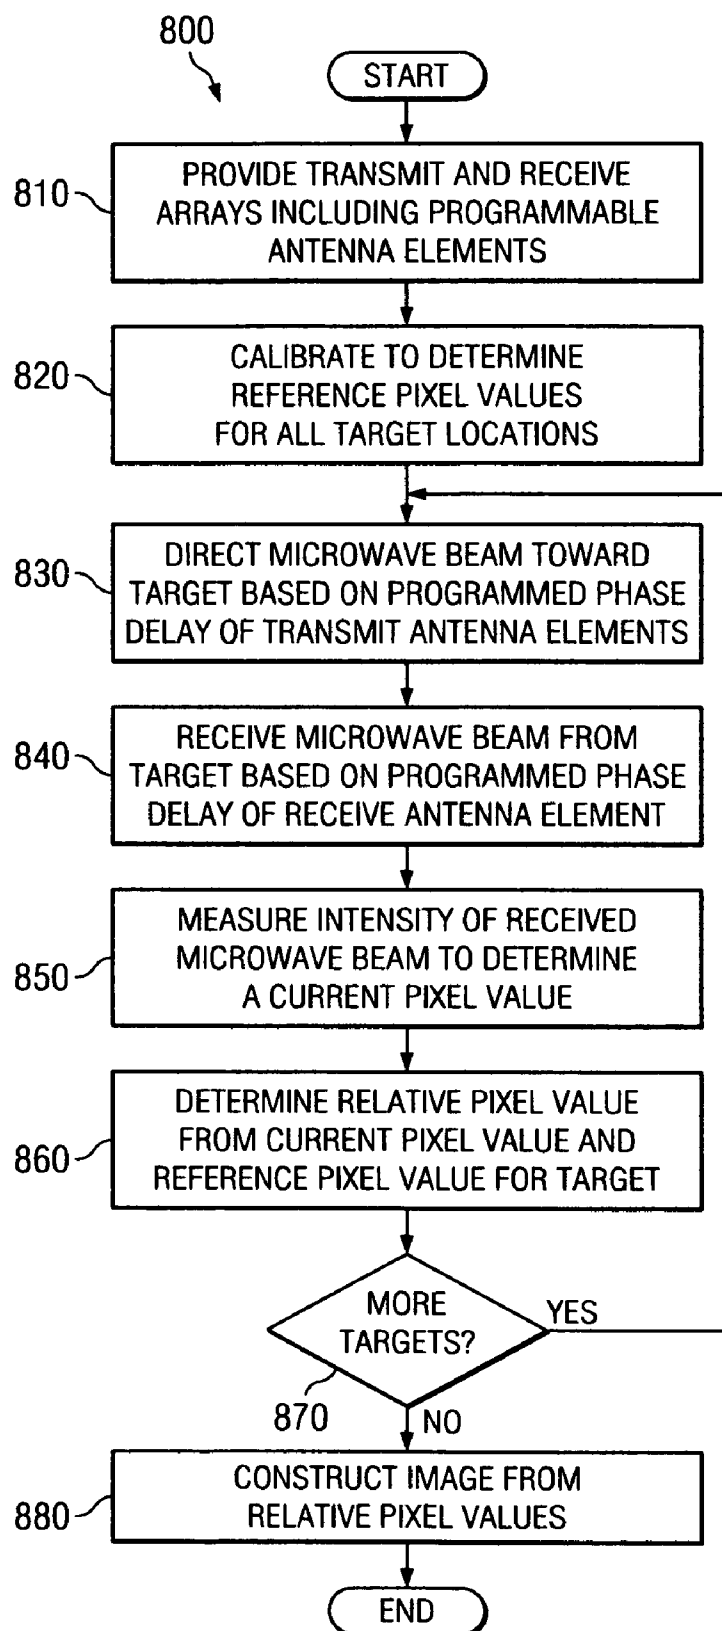 800
START
810
PROVIDE TRANSMIT AND RECEIVE
ARRAYS INCLUDING PROGRAMMABLE
ANTENNA ELEMENTS
820
CALIBRATE TO DETERMINE
REFERENCE PIXEL VALUES
FOR ALL TARGET LOCATIONS
830
DIRECT MICROWAVE BEAM TOWARD
TARGET BASED ON PROGRAMMED PHASE
DELAY OF TRANSMIT ANTENNA ELEMENTS
840
RECEIVE MICROWAVE BEAM FROM
TARGET BASED ON PROGRAMMED PHASE
DELAY OF RECEIVE ANTENNA ELEMENT
850
MEASURE INTENSITY OF RECEIVED
MICROWAVE BEAM TO DETERMINE
A CURRENT PIXEL VALUE
860
DETERMINE RELATIVE PIXEL VALUE
FROM CURRENT PIXEL VALUE AND
REFERENCE PIXEL VALUE FOR TARGET
MORE
TARGETS?
YES
870
NO
880
CONSTRUCT IMAGE FROM
RELATIVE PIXEL VALUES
END